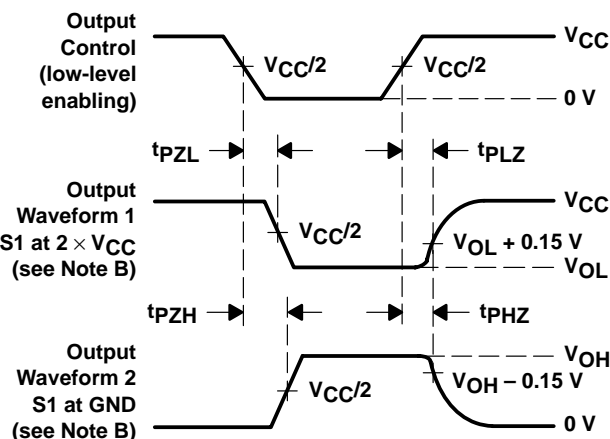 Output
Control
(low-level
enabling)
VCC/2
VCC/2
VCC
0 V
tPZL
tPLZ
Output
Waveform 1
S1 at 2 × VCC
(see Note B)
VCC/2
VCC
VOL + 0.15 V
VOL
tPZH
tPHZ
Output
Waveform 2
S1 at GND
(see Note B)
VCC/2
VOH
VOH – 0.15 V
0 V